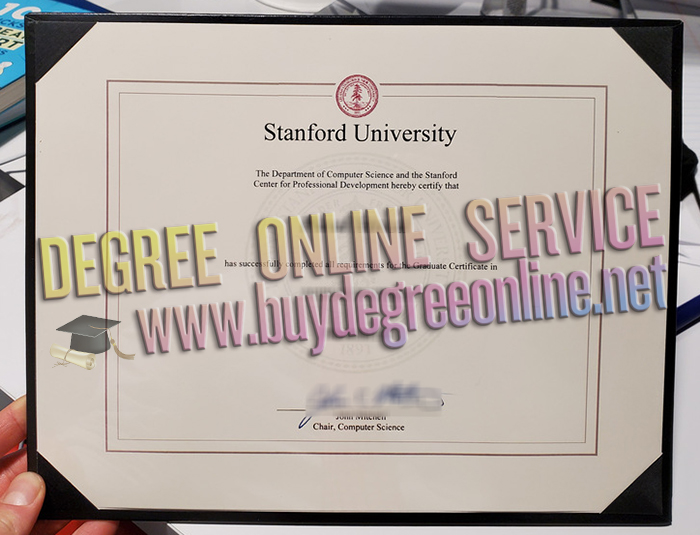 Stanford University
The Department of Computer Science and the Stanford
Center for Professional Development hereby certify that
DEGREE ONLINE SERVICE
has successfully completed all requirements for the Graduate Certificate in
www.buydegreeonline.net
1891
John Mitchell
Chair, Computer Science